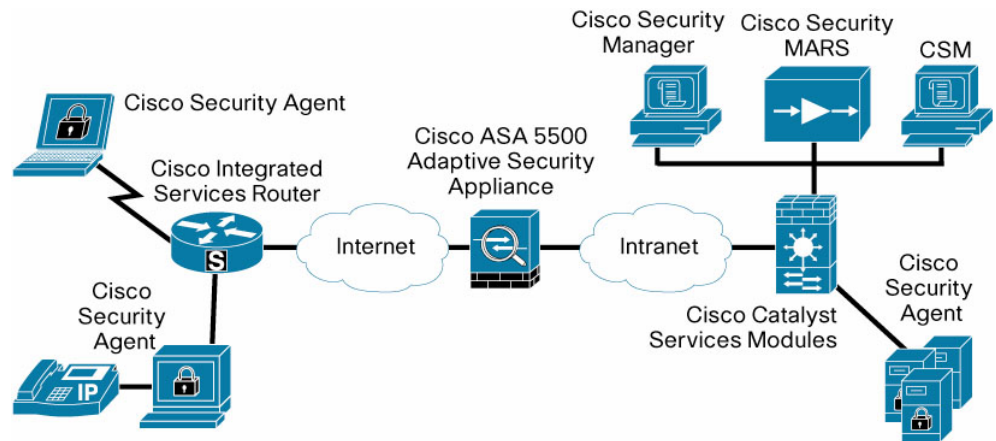 Cisco Security
Manager
Cisco Security
MARS
CSM
Cisco Security Agent
Cisco ASA 5500
Adaptive Security
Appliance
Cisco Integrated
Services Router
Internet
Intranet
S
Cisco
Security
Agent
Cisco Catalyst
Services Modules
Cisco
Security
Agent
IP